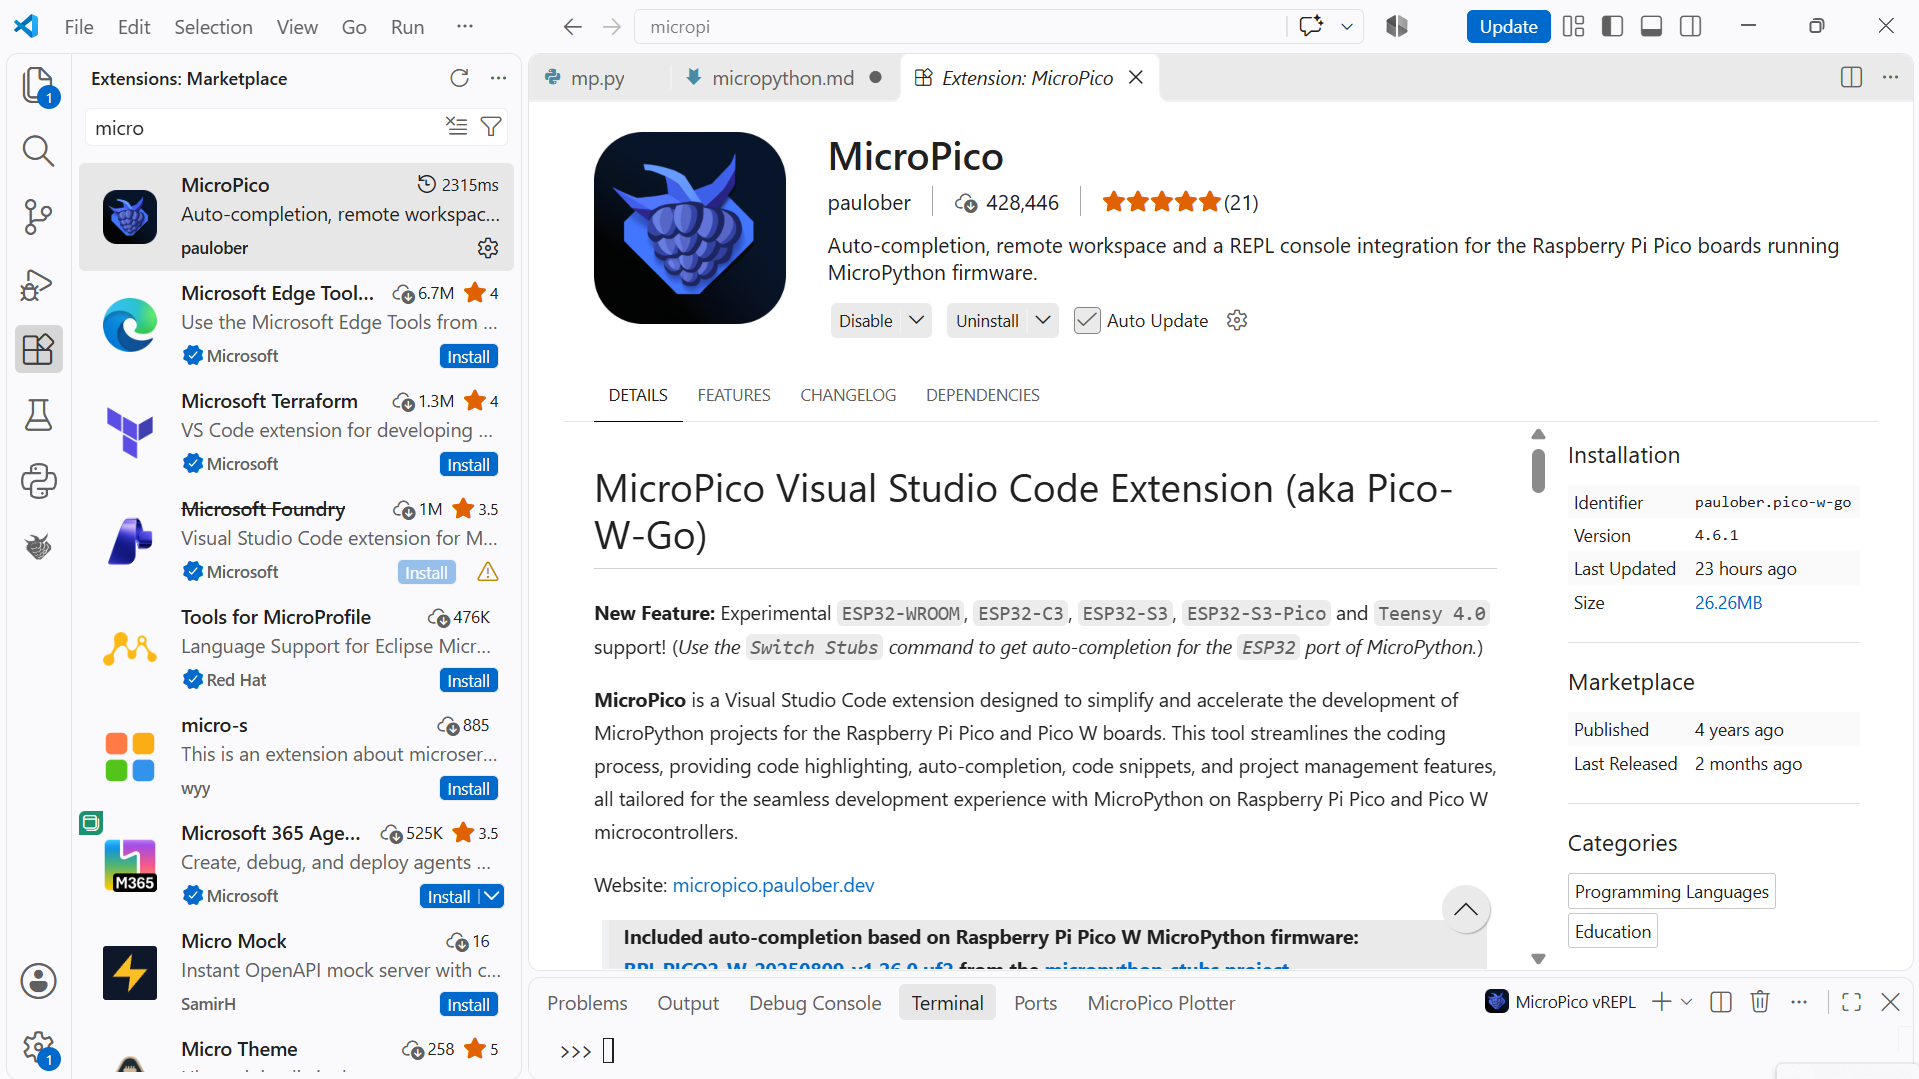 File Edit Selection View Go Run ···
micropi
Update
Extensions: Marketplace
micro
MicroPico 2315ms
Auto-completion, remote workspac...
paulober
Microsoft Edge Tool... 6.7M 4
Use the Microsoft Edge Tools from ...
Microsoft Install
Microsoft Terraform 1.3M 4
VS Code extension for developing ...
Microsoft Install
Microsoft Foundry 1M 3.5
Visual Studio Code extension for M...
Microsoft Install
Tools for MicroProfile 476K
Language Support for Eclipse Micr...
Red Hat Install
micro-s 885
This is an extension about microser...
wyy Install
Microsoft 365 Age... 525K 3.5
Create, debug, and deploy agents ...
M365
Microsoft Install
Micro Mock 16
Instant OpenAPI mock server with c...
SamirH Install
Micro Theme 258 5
1
1
mp.py micropython.md Extension: MicroPico
MicroPico
paulober 428,446 (21)
Auto-completion, remote workspace and a REPL console integration for the Raspberry Pi Pico boards running
MicroPython firmware.
Disable Uninstall Auto Update
DETAILS FEATURES CHANGELOG DEPENDENCIES
MicroPico Visual Studio Code Extension (aka Pico-
W-Go)
New Feature: Experimental ESP32-WROOM, ESP32-C3, ESP32-S3, ESP32-S3-Pico and Teensy 4.0
support! (Use the Switch Stubs command to get auto-completion for the ESP32 port of MicroPython.)
MicroPico is a Visual Studio Code extension designed to simplify and accelerate the development of
MicroPython projects for the Raspberry Pi Pico and Pico W boards. This tool streamlines the coding
process, providing code highlighting, auto-completion, code snippets, and project management features,
all tailored for the seamless development experience with MicroPython on Raspberry Pi Pico and Pico W
microcontrollers.
Website: micropico.paulober.dev
Included auto-completion based on Raspberry Pi Pico W MicroPython firmware:
RPI_PICO2_W-20250809-v1.26.0.uf2 from the micropython-stubs project
Installation
Identifier paulober.pico-w-go
Version 4.6.1
Last Updated 23 hours ago
Size 26.26MB
Marketplace
Published 4 years ago
Last Released 2 months ago
Categories
Programming Languages
Education
Problems Output Debug Console Terminal Ports MicroPico Plotter
MicroPico vREPL
>>>